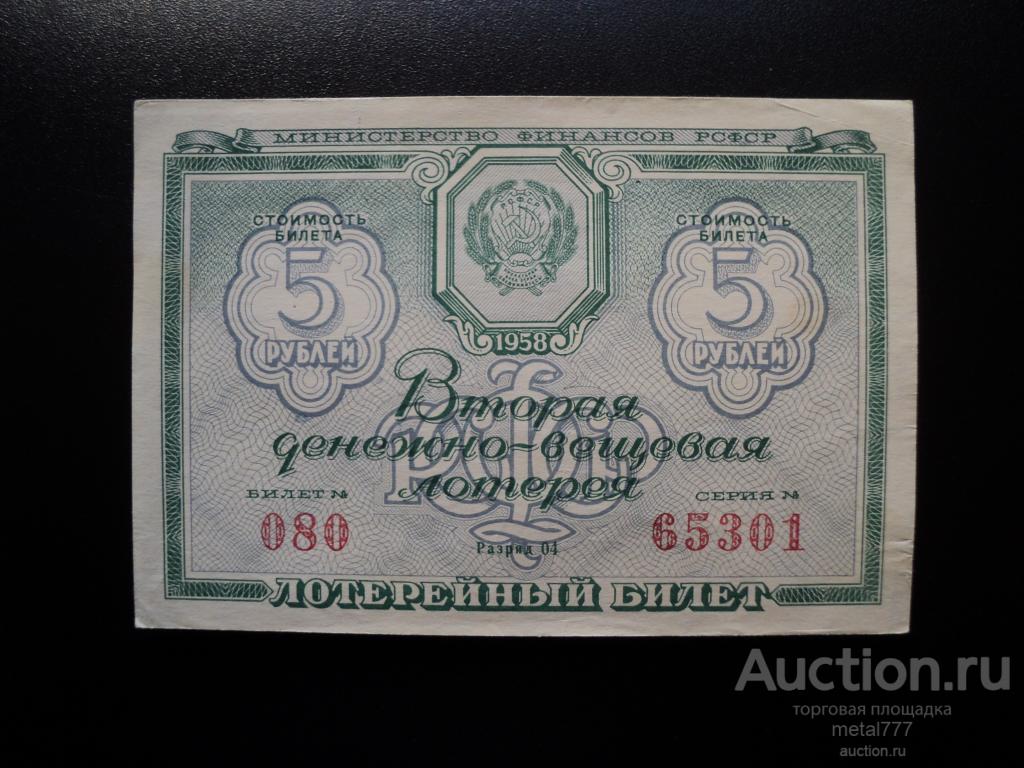 МИНИСТЕРСТВО ФИНАНСОВ РСФСР
СТОИМОСТЬ
БИЛЕТА
5
РУБЛЕЙ
РСФСР
1958
СТОИМОСТЬ
БИЛЕТА
5
РУБЛЕЙ
Вторая
денежно-вещевая
лотерея
РСФСР
БИЛЕТ №
080
Разряд 04
СЕРИЯ №
65301
ЛОТЕРЕЙНЫЙ БИЛЕТ
Auction.ru
торговая площадка
metal777
auction.ru